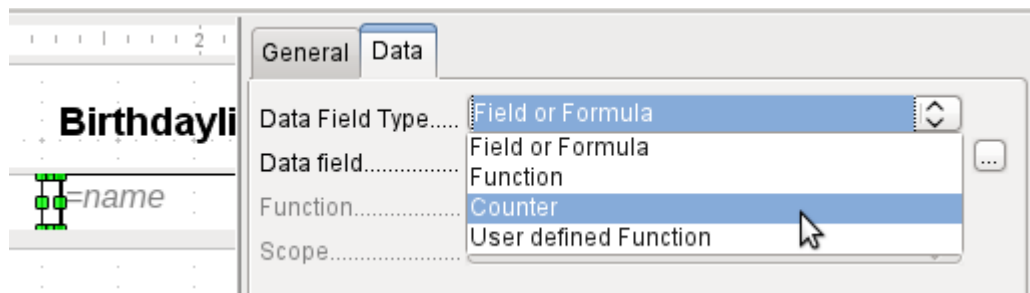 2
General Data
Birthdayli
Data Field Type..... Field or Formula
Field or Formula
Data field................ ...
Function
=name
Function.................. Counter
User defined Function
Scope......................